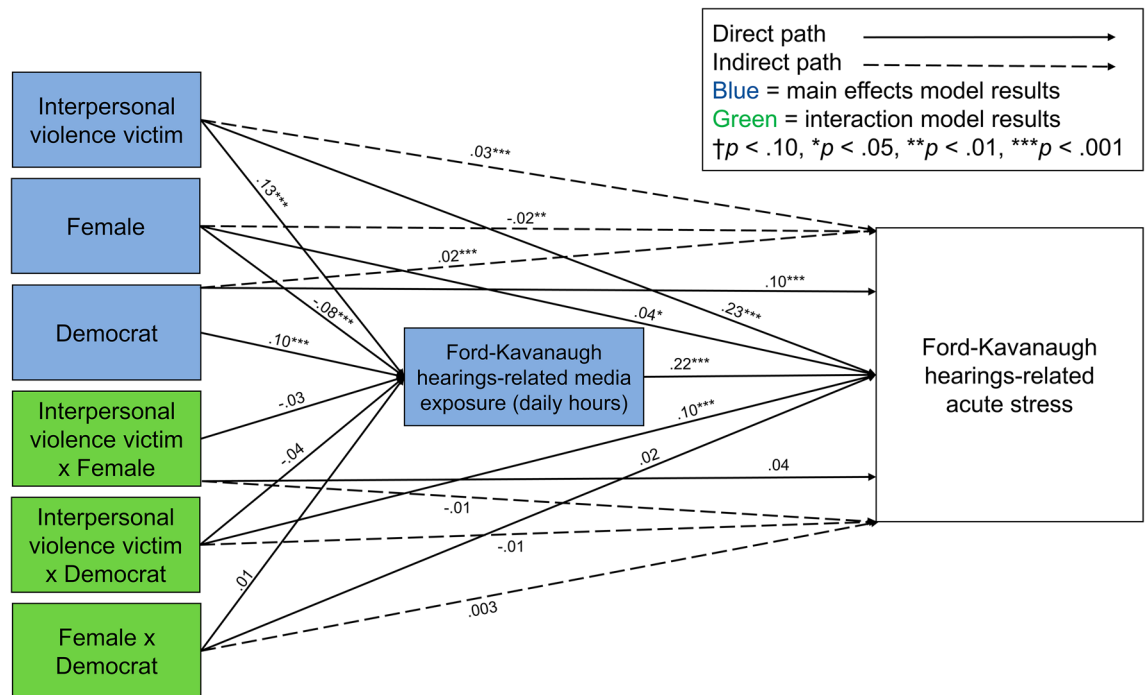 Direct path
Indirect path
Blue = main effects model results
Green = interaction model results
†p < .10, *p < .05, **p < .01, ***p < .001
Interpersonal
violence victim
Female
Democrat
Interpersonal
violence victim
x Female
Interpersonal
violence victim
x Democrat
Female x
Democrat
.03***
.13***
-.02**
.02***
.10***
-.08***
.04*
.23***
.10***
Ford-Kavanaugh
hearings-related media
exposure (daily hours)
.22***
-.03
-.04
.10***
.02
.04
-.01
-.01
.01
.003
Ford-Kavanaugh
hearings-related
acute stress